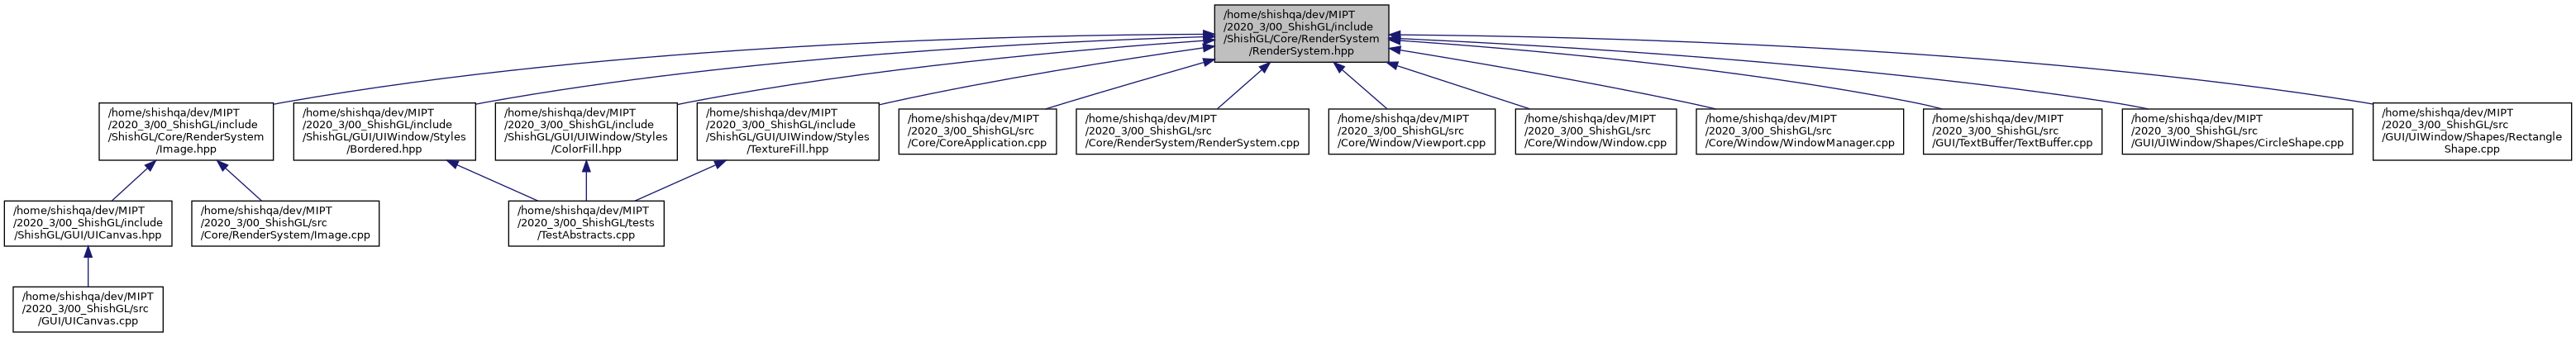 /home/shishqa/dev/MIPT
/2020_3/00_ShishGL/include
/ShishGL/Core/RenderSystem
/RenderSystem.hpp
/home/shishqa/dev/MIPT
/2020_3/00_ShishGL/include
/ShishGL/Core/RenderSystem
/Image.hpp
/home/shishqa/dev/MIPT
/2020_3/00_ShishGL/include
/ShishGL/GUI/UIWindow/Styles
/Bordered.hpp
/home/shishqa/dev/MIPT
/2020_3/00_ShishGL/include
/ShishGL/GUI/UIWindow/Styles
/ColorFill.hpp
/home/shishqa/dev/MIPT
/2020_3/00_ShishGL/include
/ShishGL/GUI/UIWindow/Styles
/TextureFill.hpp
/home/shishqa/dev/MIPT
/2020_3/00_ShishGL/src
/Core/CoreApplication.cpp
/home/shishqa/dev/MIPT
/2020_3/00_ShishGL/src
/Core/RenderSystem/RenderSystem.cpp
/home/shishqa/dev/MIPT
/2020_3/00_ShishGL/src
/Core/Window/Viewport.cpp
/home/shishqa/dev/MIPT
/2020_3/00_ShishGL/src
/Core/Window/Window.cpp
/home/shishqa/dev/MIPT
/2020_3/00_ShishGL/src
/Core/Window/WindowManager.cpp
/home/shishqa/dev/MIPT
/2020_3/00_ShishGL/src
/GUI/TextBuffer/TextBuffer.cpp
/home/shishqa/dev/MIPT
/2020_3/00_ShishGL/src
/GUI/UIWindow/Shapes/CircleShape.cpp
/home/shishqa/dev/MIPT
/2020_3/00_ShishGL/src
/GUI/UIWindow/Shapes/Rectangle
Shape.cpp
/home/shishqa/dev/MIPT
/2020_3/00_ShishGL/include
/ShishGL/GUI/UICanvas.hpp
/home/shishqa/dev/MIPT
/2020_3/00_ShishGL/src
/Core/RenderSystem/Image.cpp
/home/shishqa/dev/MIPT
/2020_3/00_ShishGL/tests
/TestAbstracts.cpp
/home/shishqa/dev/MIPT
/2020_3/00_ShishGL/src
/GUI/UICanvas.cpp